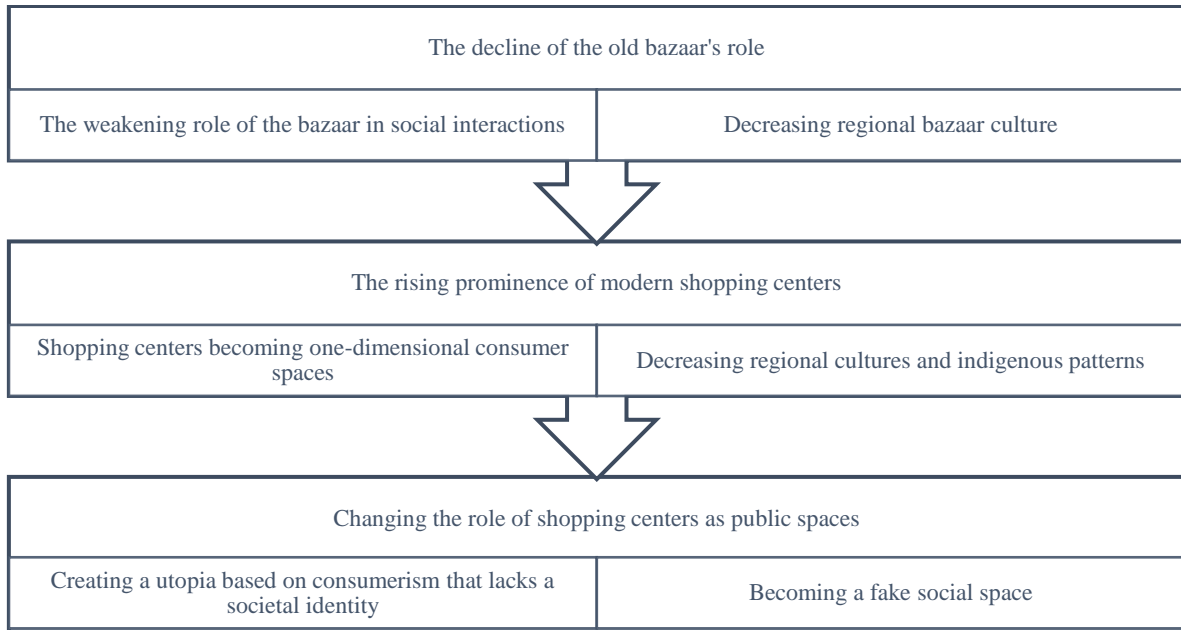 The decline of the old bazaar's role
The weakening role of the bazaar in social interactions
Decreasing regional bazaar culture
The rising prominence of modern shopping centers
Shopping centers becoming one-dimensional consumer
spaces
Decreasing regional cultures and indigenous patterns
Changing the role of shopping centers as public spaces
Creating a utopia based on consumerism that lacks a
societal identity
Becoming a fake social space